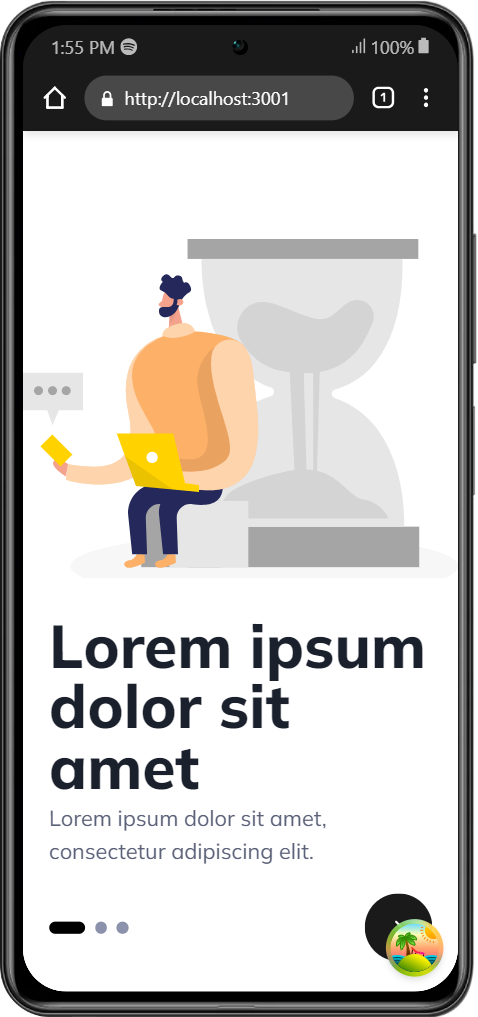 1:55 PM
100%
http://localhost:3001
1
Lorem ipsum
dolor sit
amet
Lorem ipsum dolor sit amet,
consectetur adipiscing elit.